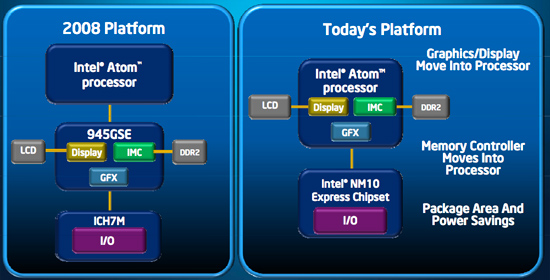 2008 Platform
Intel® Atom™
processor
945GSE
LCD
Display
IMC
DDR2
GFX
ICH7M
I/O
Today's Platform
Graphics/Display
Move Into Processor
Intel® Atom™
processor
LCD
Display
IMC
DDR2
GFX
Memory Controller
Moves Into
Processor
Intel® NM10
Express Chipset
I/O
Package Area And
Power Savings